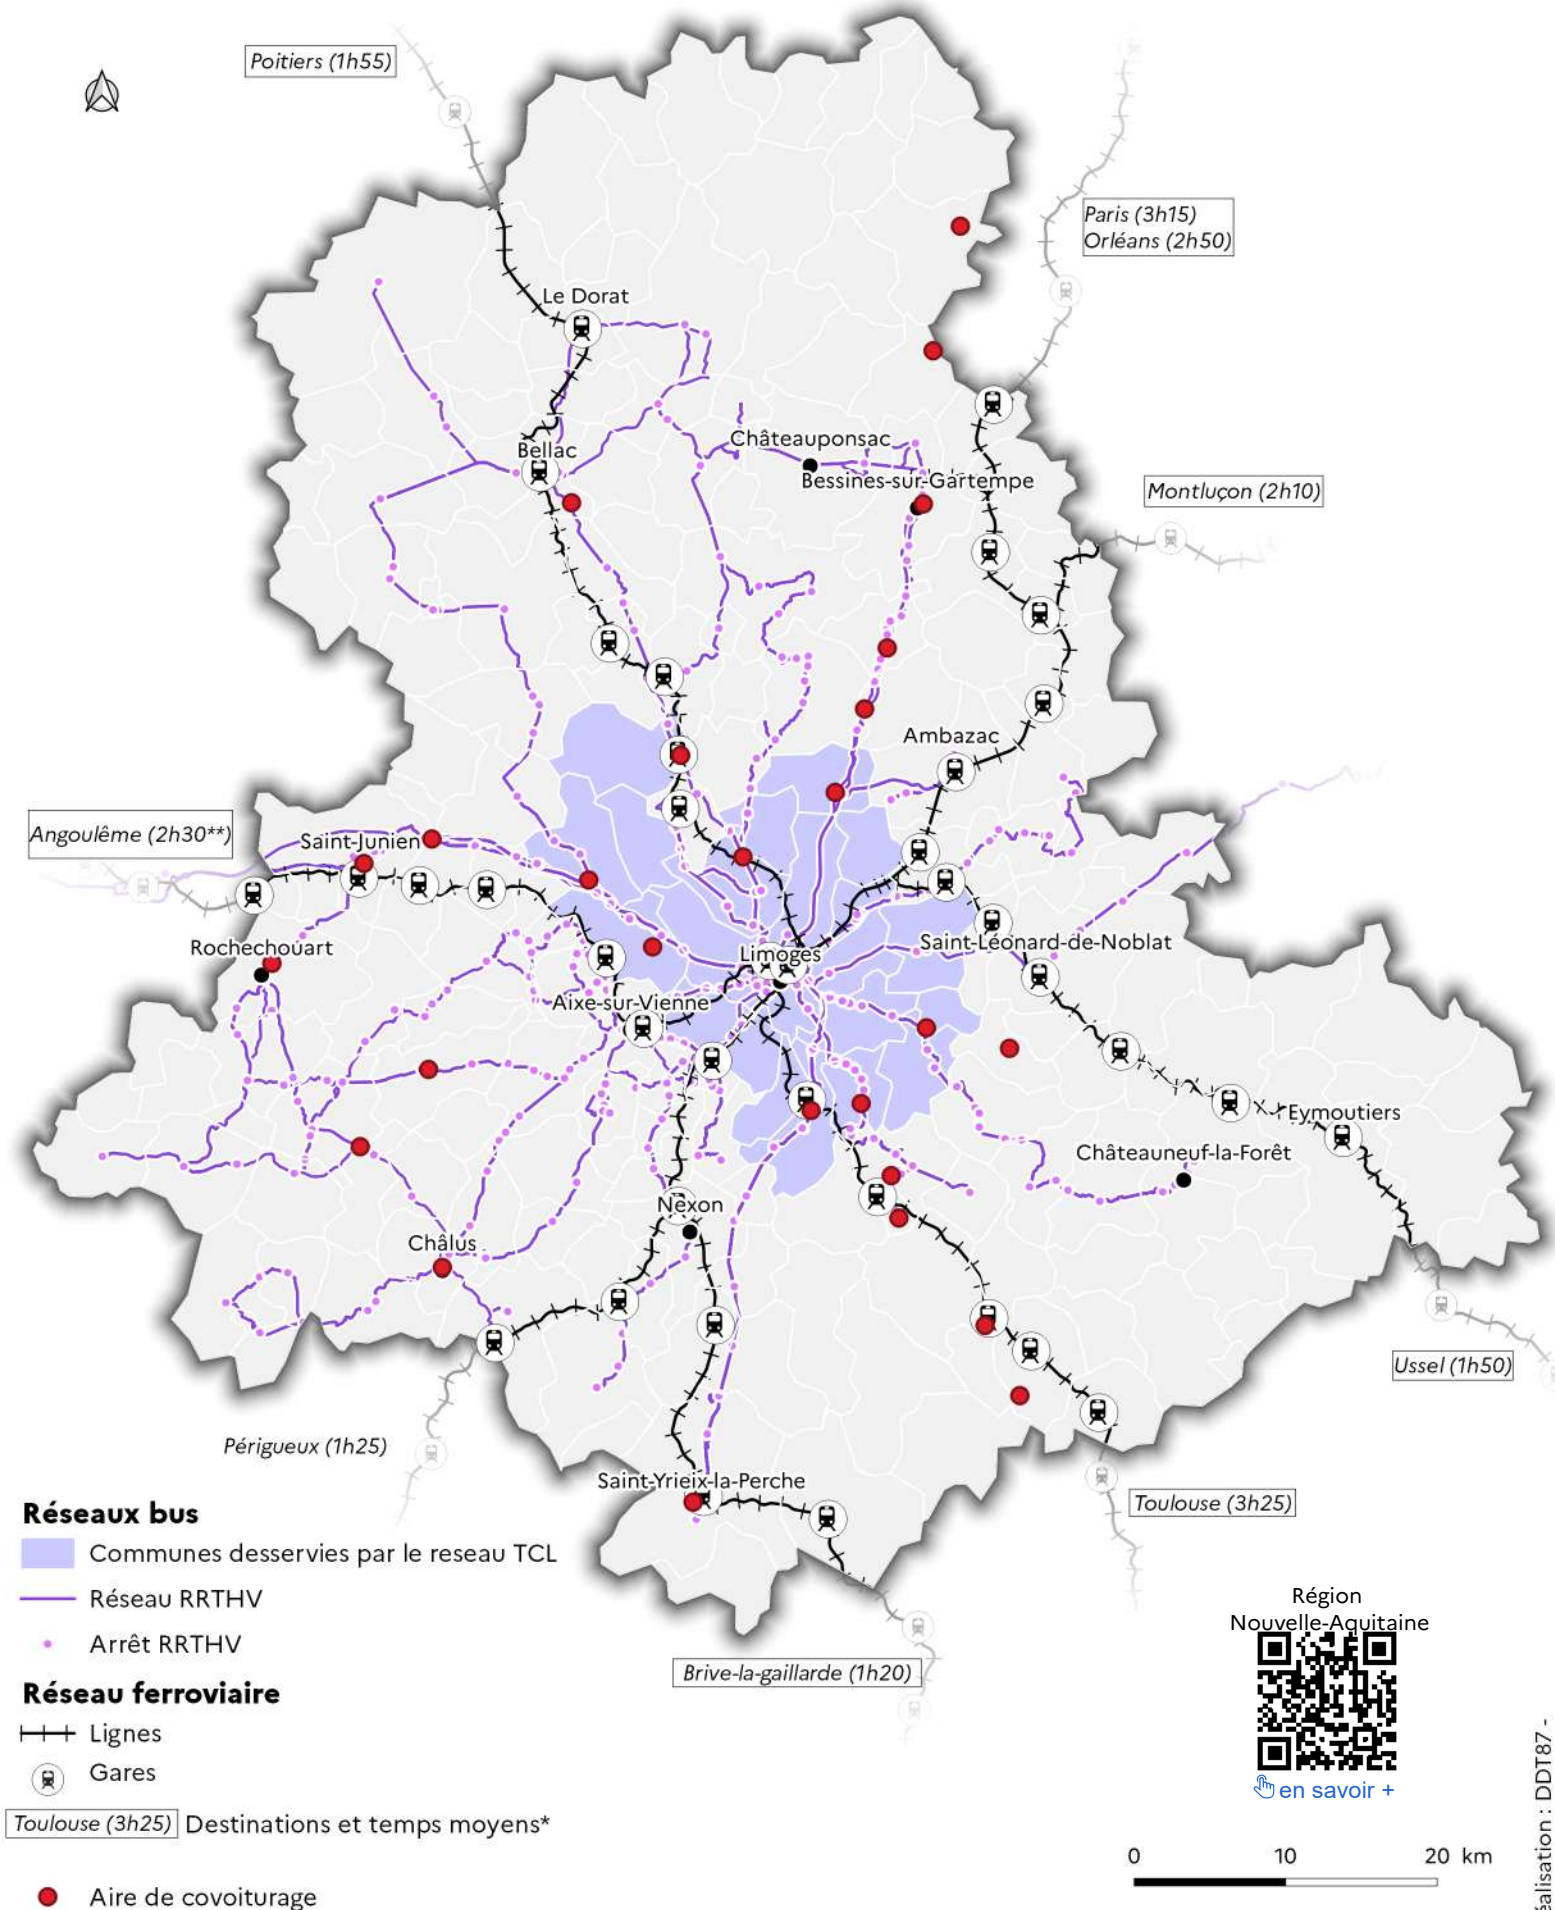 Poitiers (1h55)
Paris (3h15)
Orléans (2h50)
Le Dorat
Châteauponsac
Bellac
Bessines-sur-Gartempe
Montluçon (2h10)
Ambazac
Angoulême (2h30**)
Saint-Junien
Rochechouart
Limoges
Saint-Léonard-de-Noblat
Aixe-sur-Vienne
Eymoutiers
Châteauneuf-la-Forêt
Nexon
Châlus
Ussel (1h50)
Périgueux (1h25)
Saint-Yrieix-la-Perche
Toulouse (3h25)
Réseaux bus
Communes desservies par le reseau TCL
Réseau RRTHV
Arrêt RRTHV
Région
Nouvelle-Aquitaine
Brive-la-gaillarde (1h20)
Réseau ferroviaire
Lignes
Gares
en savoir +
Toulouse (3h25) Destinations et temps moyens*
0 10 20 km
Aire de covoiturage
éalisation : DDT87 -